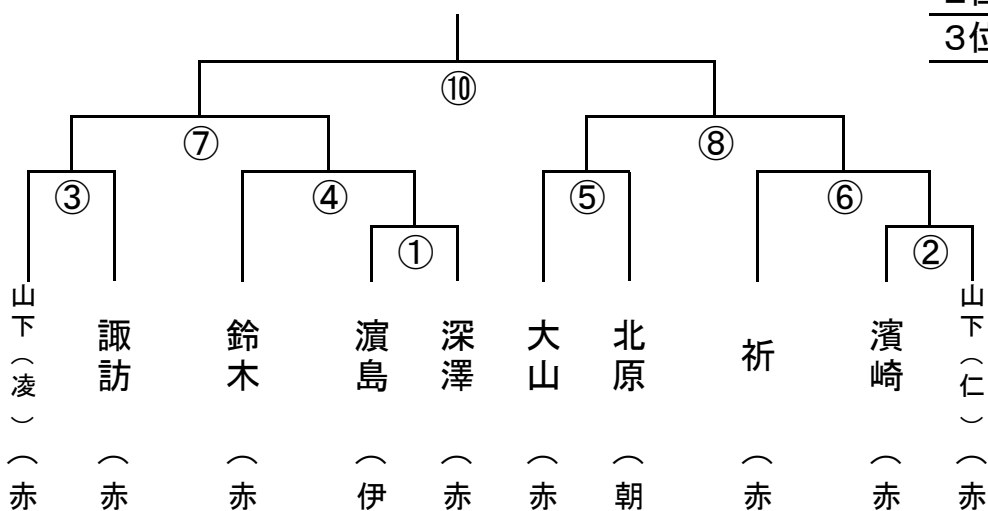 3位
⑩
⑦ ⑧
③ ④ ⑤ ⑥
① ②
山下(凌)(赤
諏訪(赤
鈴木(赤
濵島(伊
深澤(赤
大山(赤
北原(朝
祈(赤
濱崎(赤
山下(仁)(赤